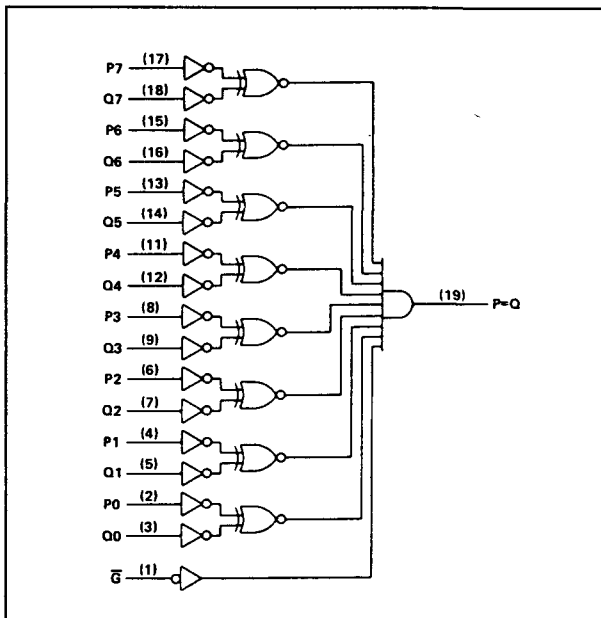 P7 (17)
Q7 (18)
P6 (15)
Q6 (16)
P5 (13)
Q5 (14)
P4 (11)
Q4 (12)
(19) P=Q
P3 (8)
Q3 (9)
P2 (6)
Q2 (7)
P1 (4)
Q1 (5)
P0 (2)
Q0 (3)
G̅ (1)